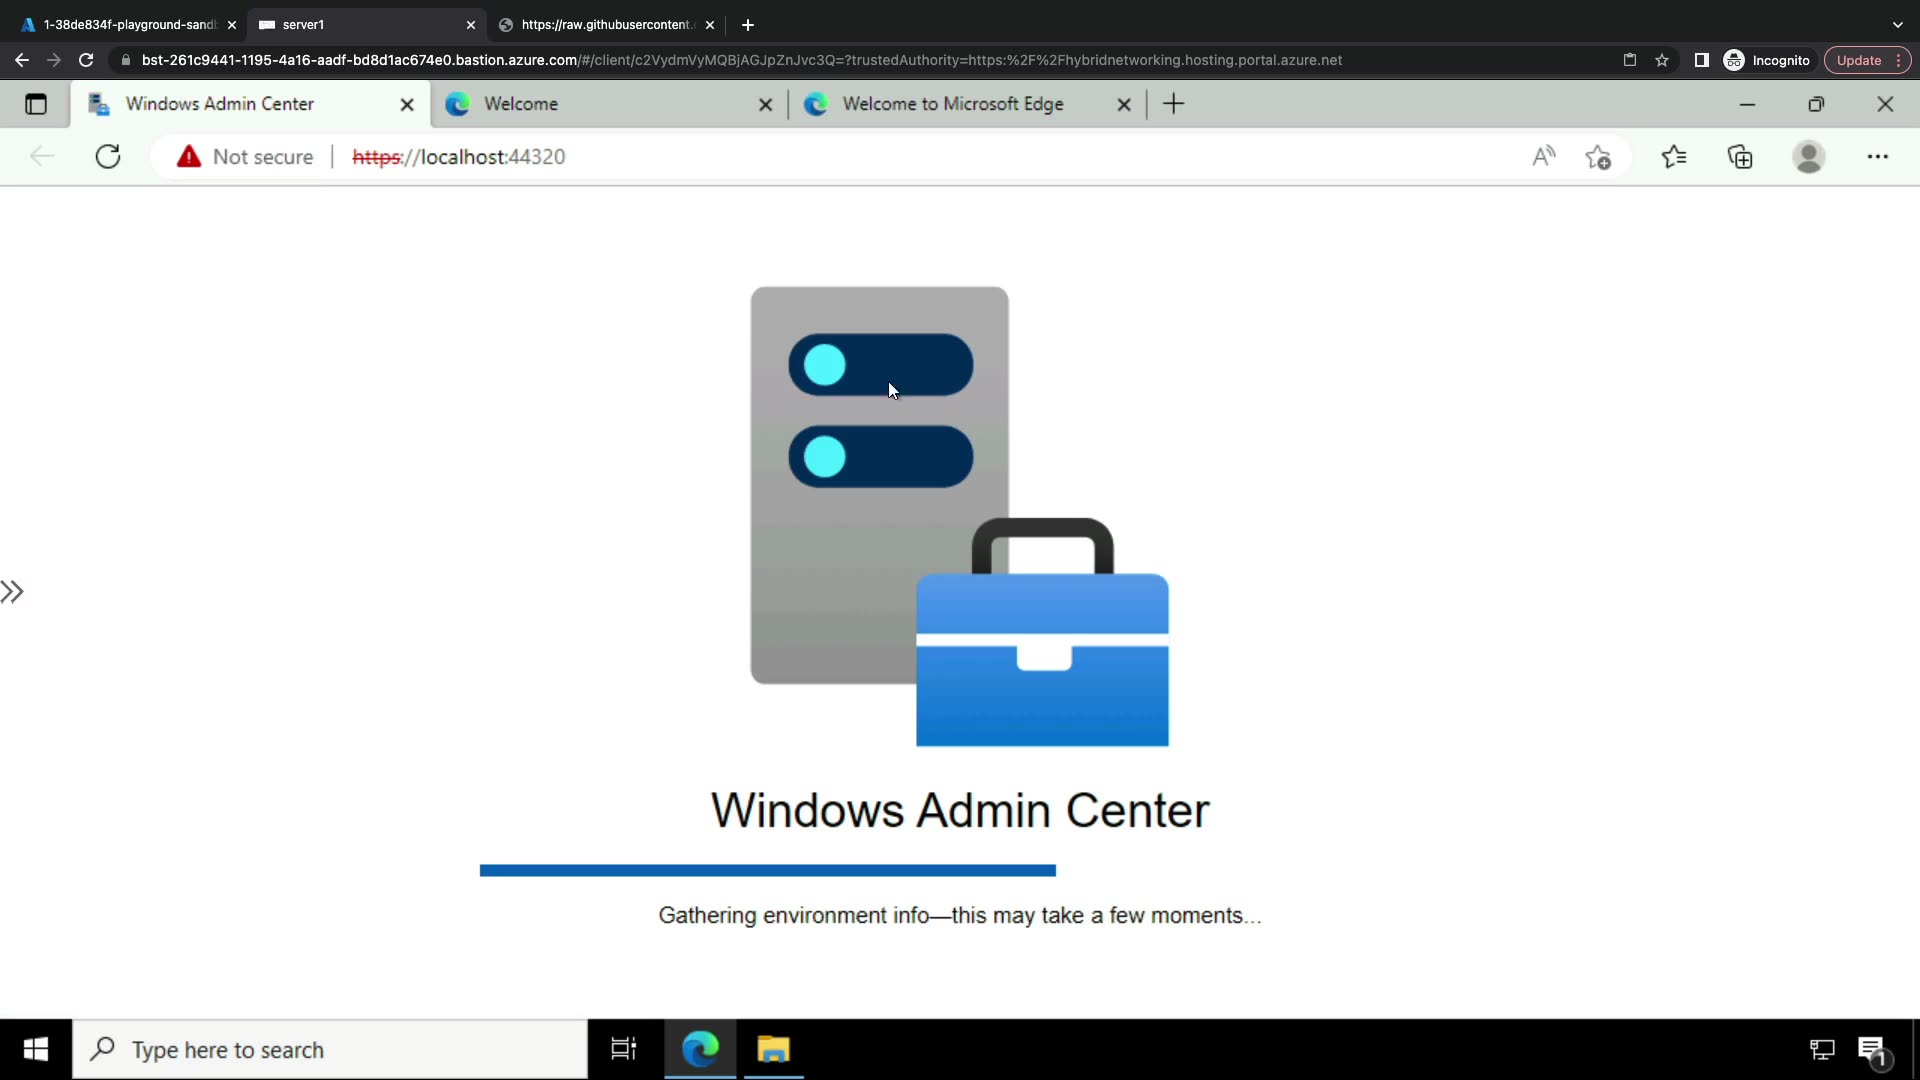 1-38de834f-playground-sandb
server1
https://raw.githubusercontent.
bst-261c9441-1195-4a16-aadf-bd8d1ac674e0.bastion.azure.com/#/client/c2VydmVyMQBjAGJpZnJvc3Q=?trustedAuthority=https:%2F%2Fhybridnetworking.hosting.portal.azure.net
Incognito
Update
Windows Admin Center
Welcome
Welcome to Microsoft Edge
Not secure
https://localhost:44320
Windows Admin Center
Gathering environment info—this may take a few moments...
Type here to search
1